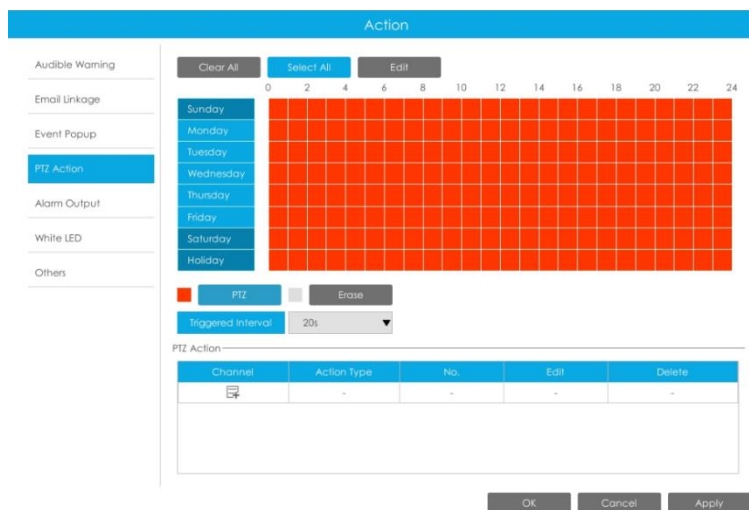 Action
Audible Warning
Email Linkage
Event Popup
PTZ Action
Alarm Output
White LED
Others
Clear All Select All Edit
0 2 4 6 8 10 12 14 16 18 20 22 24
Sunday
Monday
Tuesday
Wednesday
Thursday
Friday
Saturday
Holiday
PTZ Erase
Triggered Interval 20s
PTZ Action
Channel Action Type No. Edit Delete
- - - -
OK Cancel Apply